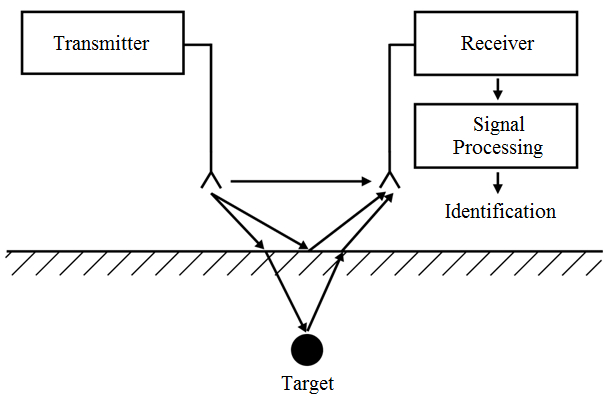 Transmitter
Receiver
Signal
Processing
Identification
Target